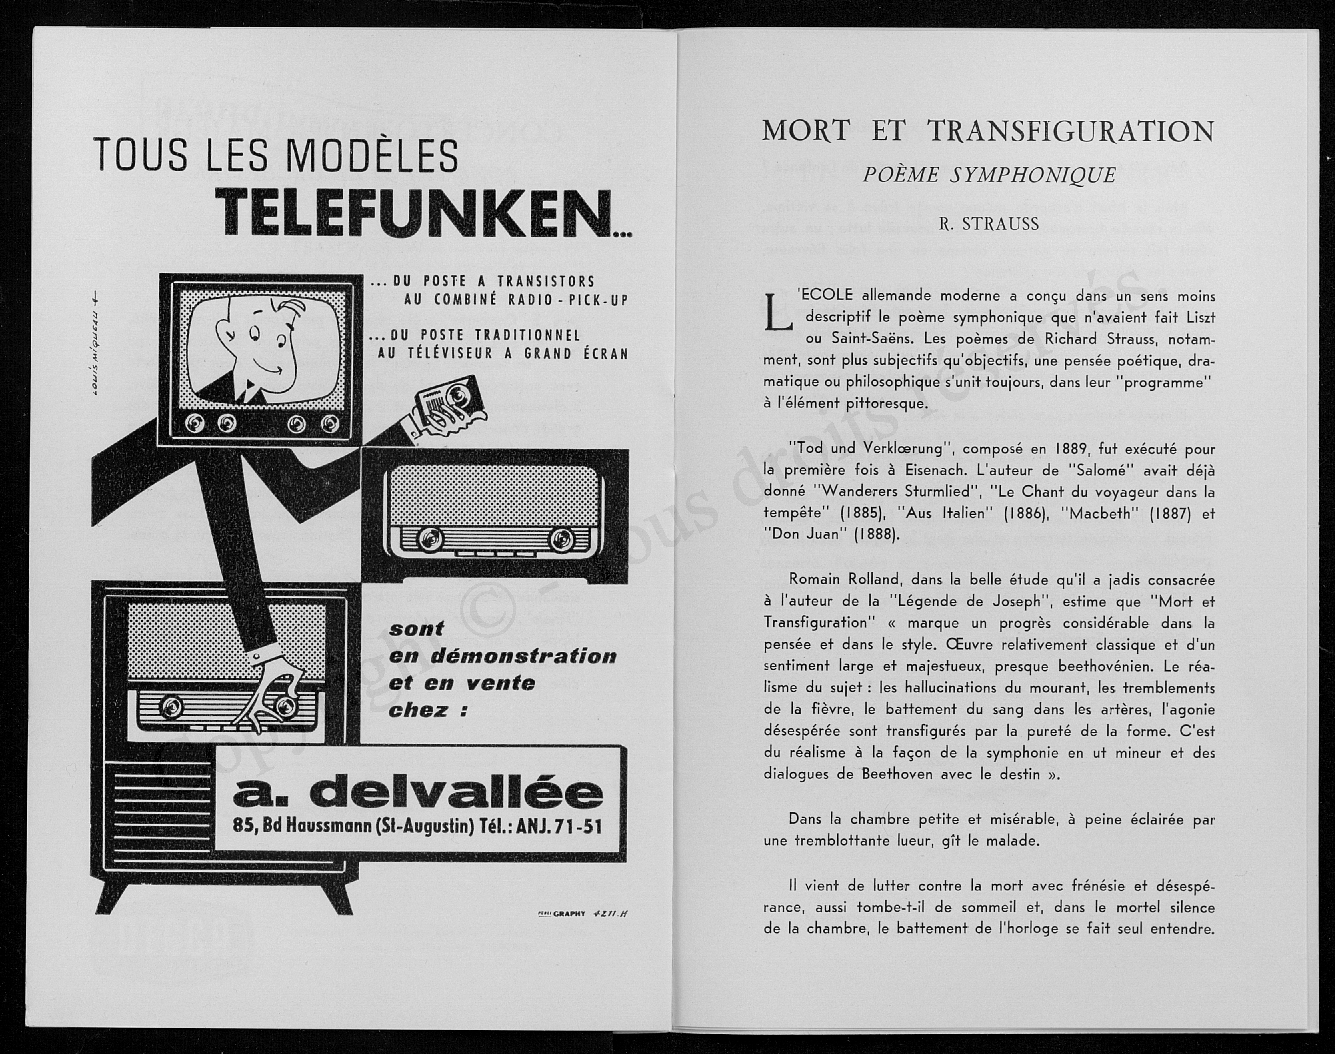 TOUS LES MODÈLES
TELEFUNKEN...
... DU POSTE A TRANSISTORS
AU COMBINÉ RADIO - PICK-UP
... DU POSTE TRADITIONNEL
AU TÉLÉVISEUR A GRAND ÉCRAN
LOUIS MIQUEAU
sont
en démonstration
et en vente
chez :
a. delvallée
85, Bd Haussmann (St-Augustin) Tél.: ANJ. 71-51
GRAPHY 4211.H
MORT ET TRANSFIGURATION
POÈME SYMPHONIQUE
R. STRAUSS
L'ECOLE allemande moderne a conçu dans un sens moins
descriptif le poème symphonique que n'avaient fait Liszt
ou Saint-Saëns. Les poèmes de Richard Strauss, notam-
ment, sont plus subjectifs qu'objectifs, une pensée poétique, dra-
matique ou philosophique s'unit toujours, dans leur "programme"
à l'élément pittoresque.
"Tod und Verklœrung", composé en 1889, fut exécuté pour
la première fois à Eisenach. L'auteur de "Salomé" avait déjà
donné "Wanderers Sturmlied", "Le Chant du voyageur dans la
tempête" (1885), "Aus Italien" (1886), "Macbeth" (1887) et
"Don Juan" (1888).
Romain Rolland, dans la belle étude qu'il a jadis consacrée
à l'auteur de la "Légende de Joseph", estime que "Mort et
Transfiguration" « marque un progrès considérable dans la
pensée et dans le style. Œuvre relativement classique et d'un
sentiment large et majestueux, presque beethovénien. Le réa-
lisme du sujet : les hallucinations du mourant, les tremblements
de la fièvre, le battement du sang dans les artères, l'agonie
désespérée sont transfigurés par la pureté de la forme. C'est
du réalisme à la façon de la symphonie en ut mineur et des
dialogues de Beethoven avec le destin ».
Dans la chambre petite et misérable, à peine éclairée par
une tremblottante lueur, gît le malade.
Il vient de lutter contre la mort avec frénésie et désespé-
rance, aussi tombe-t-il de sommeil et, dans le mortel silence
de la chambre, le battement de l'horloge se fait seul entendre.
Copyright © - Tous droits réservés.